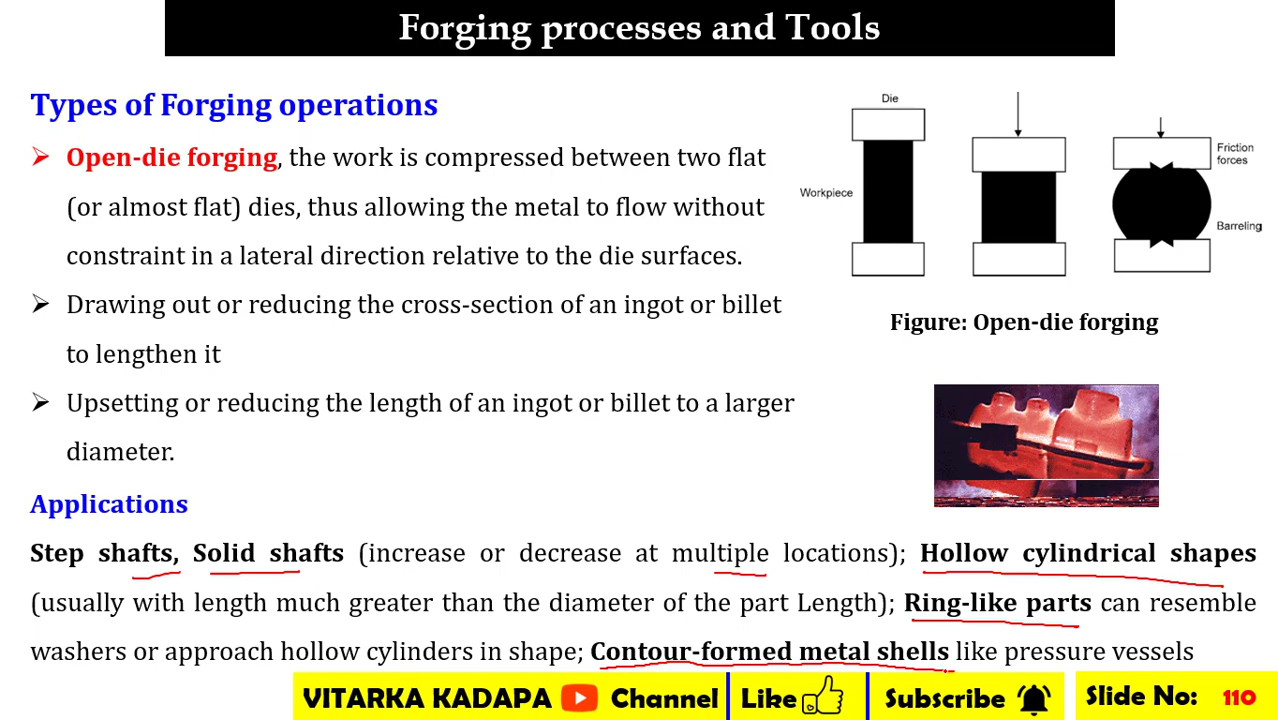 Forging processes and Tools
Types of Forging operations
Open-die forging, the work is compressed between two flat
(or almost flat) dies, thus allowing the metal to flow without
constraint in a lateral direction relative to the die surfaces.
Drawing out or reducing the cross-section of an ingot or billet
to lengthen it
Upsetting or reducing the length of an ingot or billet to a larger
diameter.
Die
Workpiece
Friction
forces
Barreling
Figure: Open-die forging
Applications
Step shafts, Solid shafts (increase or decrease at multiple locations); Hollow cylindrical shapes
(usually with length much greater than the diameter of the part Length); Ring-like parts can resemble
washers or approach hollow cylinders in shape; Contour-formed metal shells like pressure vessels
VITARKA KADAPA Channel Like Subscribe Slide No: 110